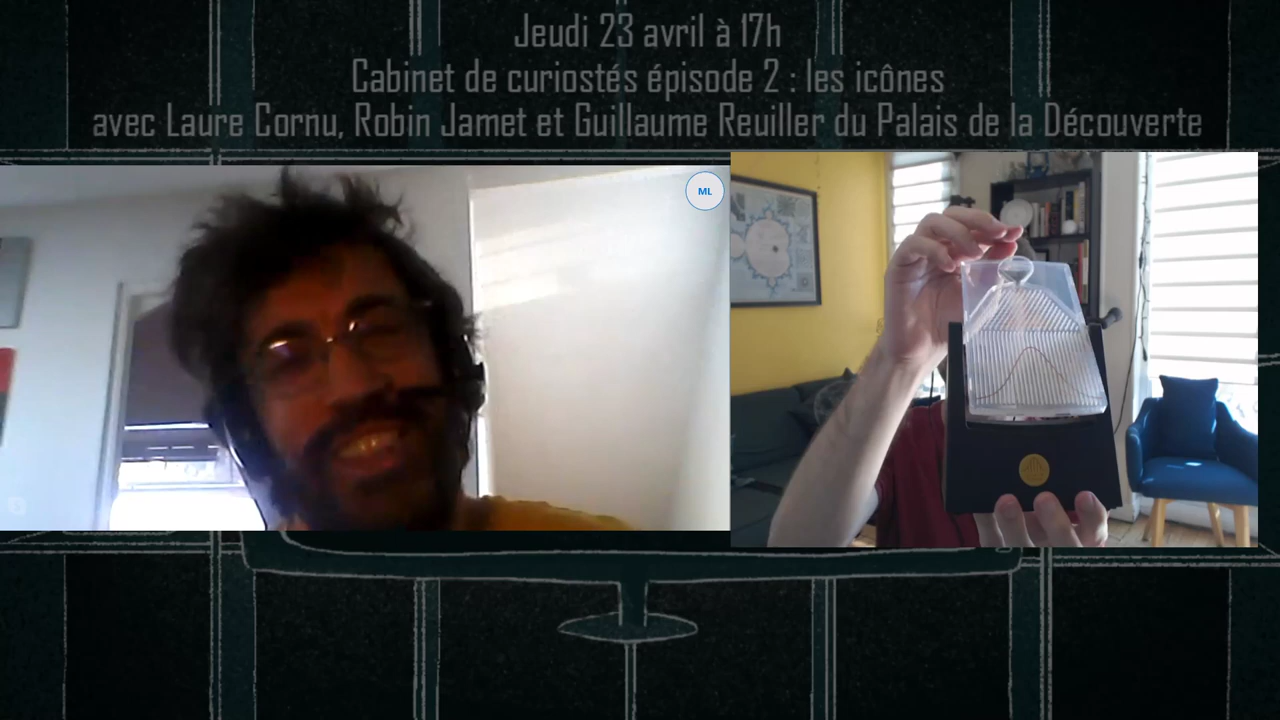 Jeudi 23 avril à 17h
Cabinet de curiostés épisode 2 : les icônes
avec Laure Cornu, Robin Jamet et Guillaume Reuiller du Palais de la Découverte
ML